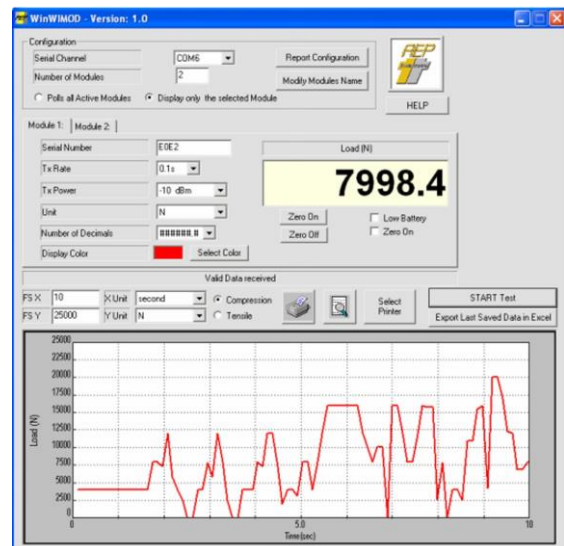 WinWIMOD - Version: 1.0
Configuration
Serial Channel COM6 Report Configuration
Number of Modules 2 Modify Modules Name
Polls all Active Modules Display only the selected Module
AEP
HELP
Module 1: Module 2:
Serial Number E0E2 Load (N)
Tx Rate 0.1s
7998.4
Tx Power -10 dBm
Unit N Zero On Low Battery
Number of Decimals ######.# Zero Off Zero On
Display Color Select Color
Valid Data received
FS X 10 X Unit second Compression Select Printer START Test
FS Y 25000 Y Unit N Tensile Export Last Saved Data in Excel
25000
22500
20000
17500
15000
12500
10000
7500
5000
2500
0
Load (N)
0 5.0 10
Time(sec)